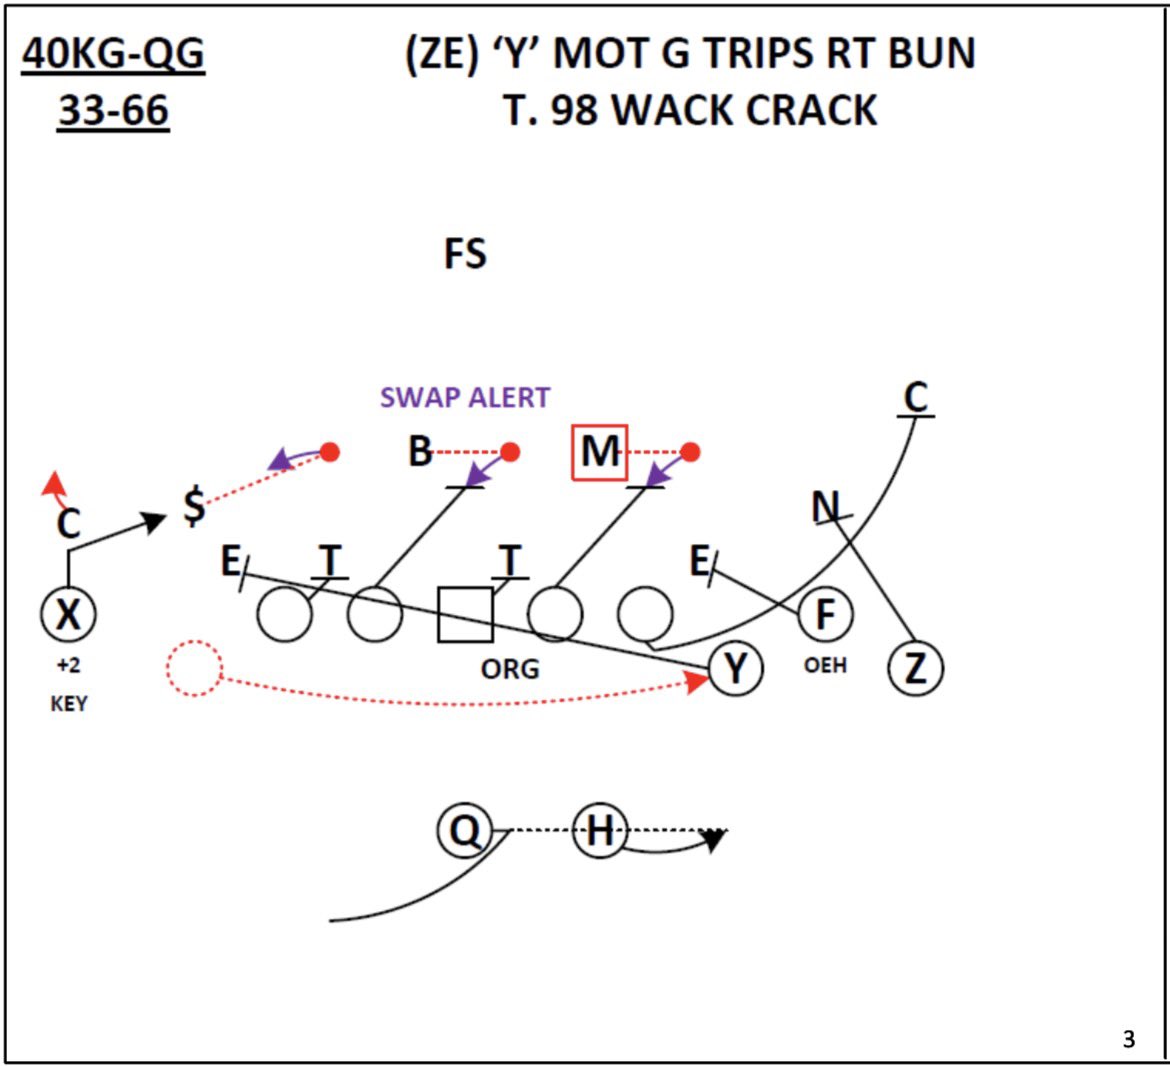 40KG-QG
33-66
(ZE) ‘Y’ MOT G TRIPS RT BUN
T. 98 WACK CRACK
FS
SWAP ALERT
C
B
M
$
C
N
E
T
T
E
X
F
+2
KEY
ORG
Y
OEH
Z
Q
H
3